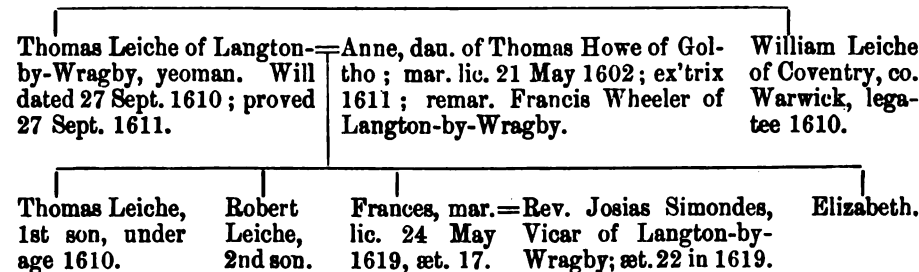 Thomas Leiche of Langton-
by-Wragby, yeoman. Will
dated 27 Sept. 1610 ; proved
27 Sept. 1611.
=Anne, dau. of Thomas Howe of Gol-
tho ; mar. lic. 21 May 1602 ; ex'trix
1611 ; remar. Francis Wheeler of
Langton-by-Wragby.
William Leiche
of Coventry, co.
Warwick, lega-
tee 1610.
Thomas Leiche,
1st son, under
age 1610.
Robert
Leiche,
2nd son.
Frances, mar.
lic. 24 May
1619, æt. 17.
=Rev. Josias Simondes,
Vicar of Langton-by-
Wragby; æt. 22 in 1619.
Elizabeth.